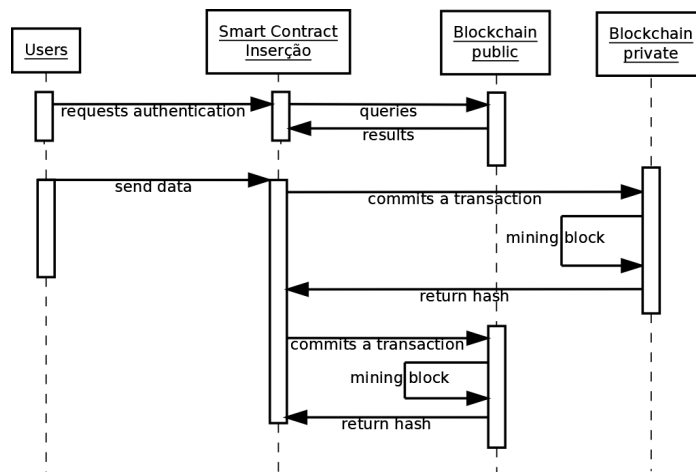 Users
Smart Contract
Inserção
Blockchain
public
Blockchain
private
requests authentication
queries
results
send data
commits a transaction
mining block
return hash
commits a transaction
mining block
return hash